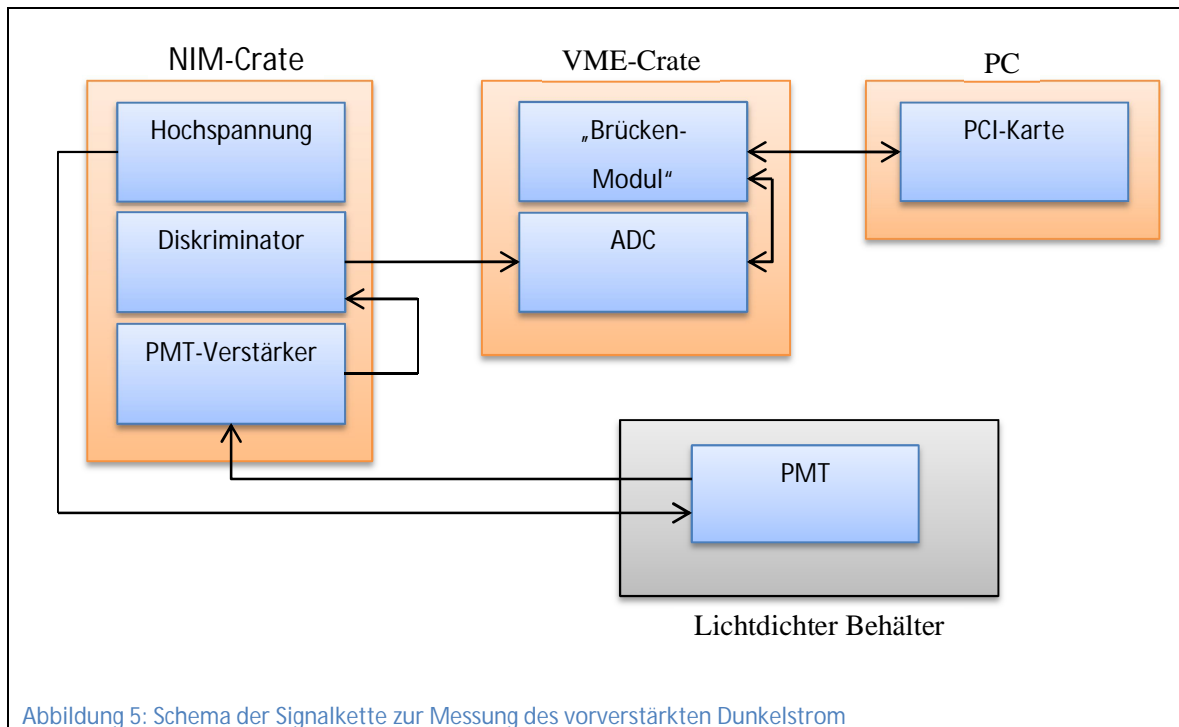 NIM-Crate
Hochspannung
Diskriminator
PMT-Verstärker
VME-Crate
„Brücken-
Modul“
ADC
PC
PCI-Karte
PMT
Lichtdichter Behälter
Abbildung 5: Schema der Signalkette zur Messung des vorverstärkten Dunkelstrom